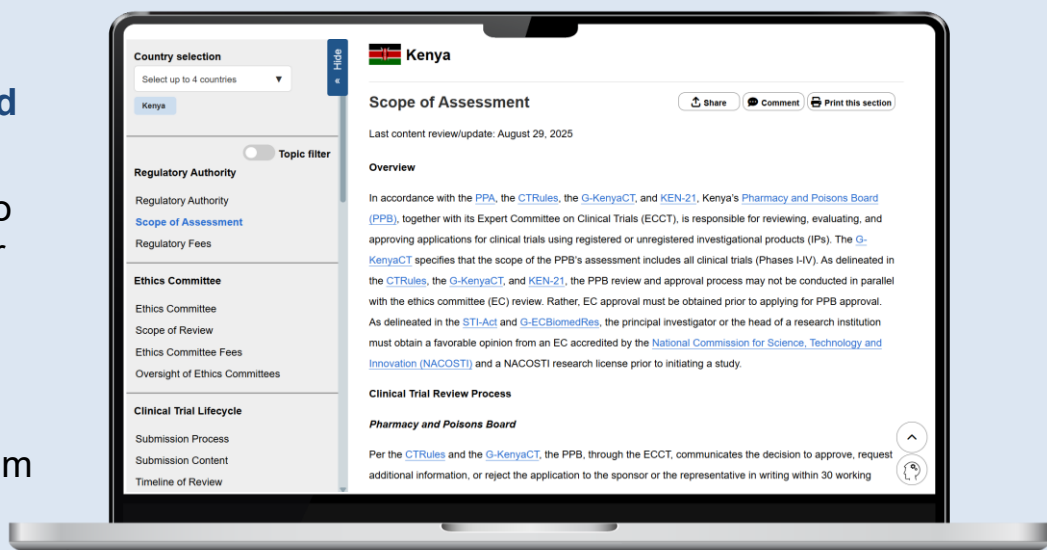 d
o
r
m
Country selection
Select up to 4 countries ▼
Kenya
« Hide
Topic filter
Regulatory Authority
Regulatory Authority
Scope of Assessment
Regulatory Fees
Ethics Committee
Ethics Committee
Scope of Review
Ethics Committee Fees
Oversight of Ethics Committees
Clinical Trial Lifecycle
Submission Process
Submission Content
Timeline of Review
Kenya
Scope of Assessment
Share
Comment
Print this section
Last content review/update: August 29, 2025
Overview
In accordance with the PPA, the CTRules, the G-KenyaCT, and KEN-21, Kenya's Pharmacy and Poisons Board
(PPB), together with its Expert Committee on Clinical Trials (ECCT), is responsible for reviewing, evaluating, and
approving applications for clinical trials using registered or unregistered investigational products (IPs). The G-
KenyaCT specifies that the scope of the PPB's assessment includes all clinical trials (Phases I-IV). As delineated in
the CTRules, the G-KenyaCT, and KEN-21, the PPB review and approval process may not be conducted in parallel
with the ethics committee (EC) review. Rather, EC approval must be obtained prior to applying for PPB approval.
As delineated in the STI-Act and G-ECBiomedRes, the principal investigator or the head of a research institution
must obtain a favorable opinion from an EC accredited by the National Commission for Science, Technology and
Innovation (NACOSTI) and a NACOSTI research license prior to initiating a study.
Clinical Trial Review Process
Pharmacy and Poisons Board
Per the CTRules and the G-KenyaCT, the PPB, through the ECCT, communicates the decision to approve, request
additional information, or reject the application to the sponsor or the representative in writing within 30 working